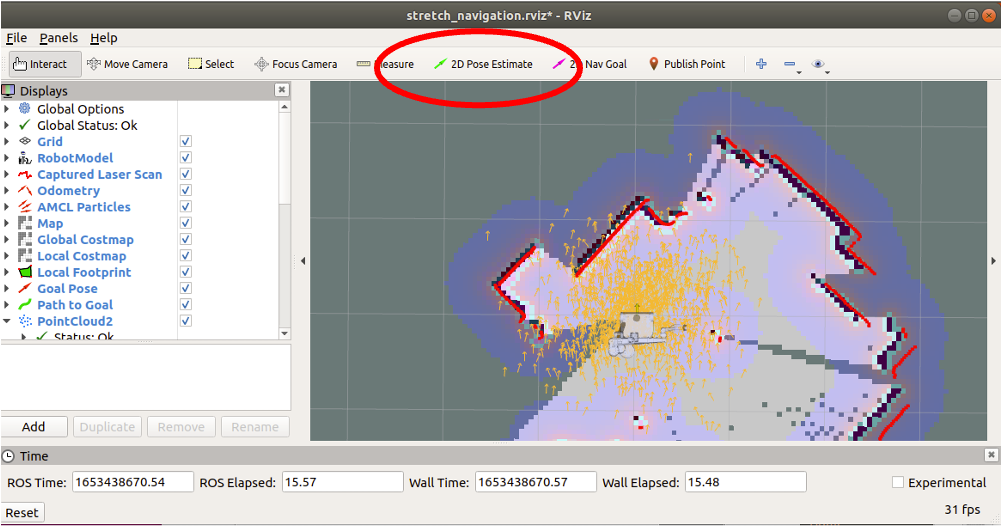 stretch_navigation.rviz* - RViz
File Panels Help
Interact Move Camera Select Focus Camera Measure 2D Pose Estimate 2D Nav Goal Publish Point
Displays
Global Options
Global Status: Ok
Grid
RobotModel
Captured Laser Scan
Odometry
AMCL Particles
Map
Global Costmap
Local Costmap
Local Footprint
Goal Pose
Path to Goal
PointCloud2
Status: Ok
Add Duplicate Remove Rename
Time
ROS Time: 1653438670.54 ROS Elapsed: 15.57 Wall Time: 1653438670.57 Wall Elapsed: 15.48 Experimental
Reset 31 fps